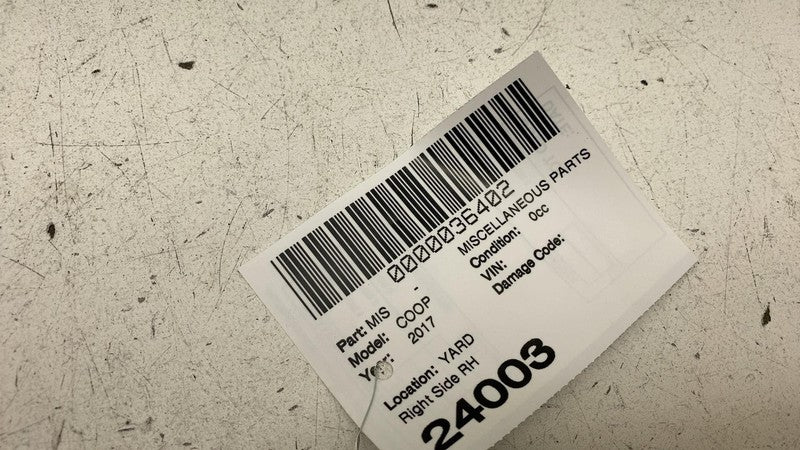 0000036402
Part: MIS - MISCELLANEOUS PARTS
Model: COOP Condition: 0cc
Year: 2017 VIN:
Damage Code:
Location: YARD
Right Side RH
24003